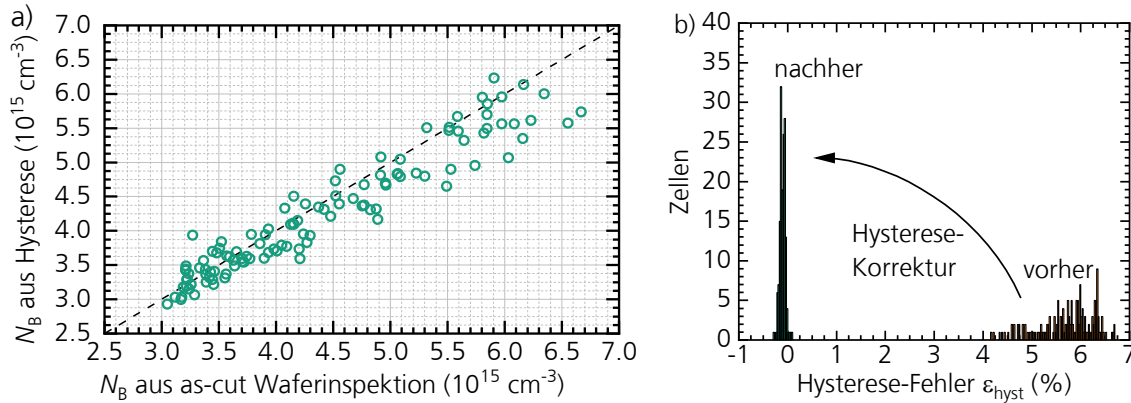 a)
N_B aus Hysterese (10^15 cm^-3)
7.0
6.5
6.0
5.5
5.0
4.5
4.0
3.5
3.0
2.5
2.5 3.0 3.5 4.0 4.5 5.0 5.5 6.0 6.5 7.0
N_B aus as-cut Waferinspektion (10^15 cm^-3)
b)
Zellen
40
35
30
25
20
15
10
5
0
nachher
Hysterese-
Korrektur
vorher
-1 0 1 2 3 4 5 6 7
Hysterese-Fehler ε_hyst (%)